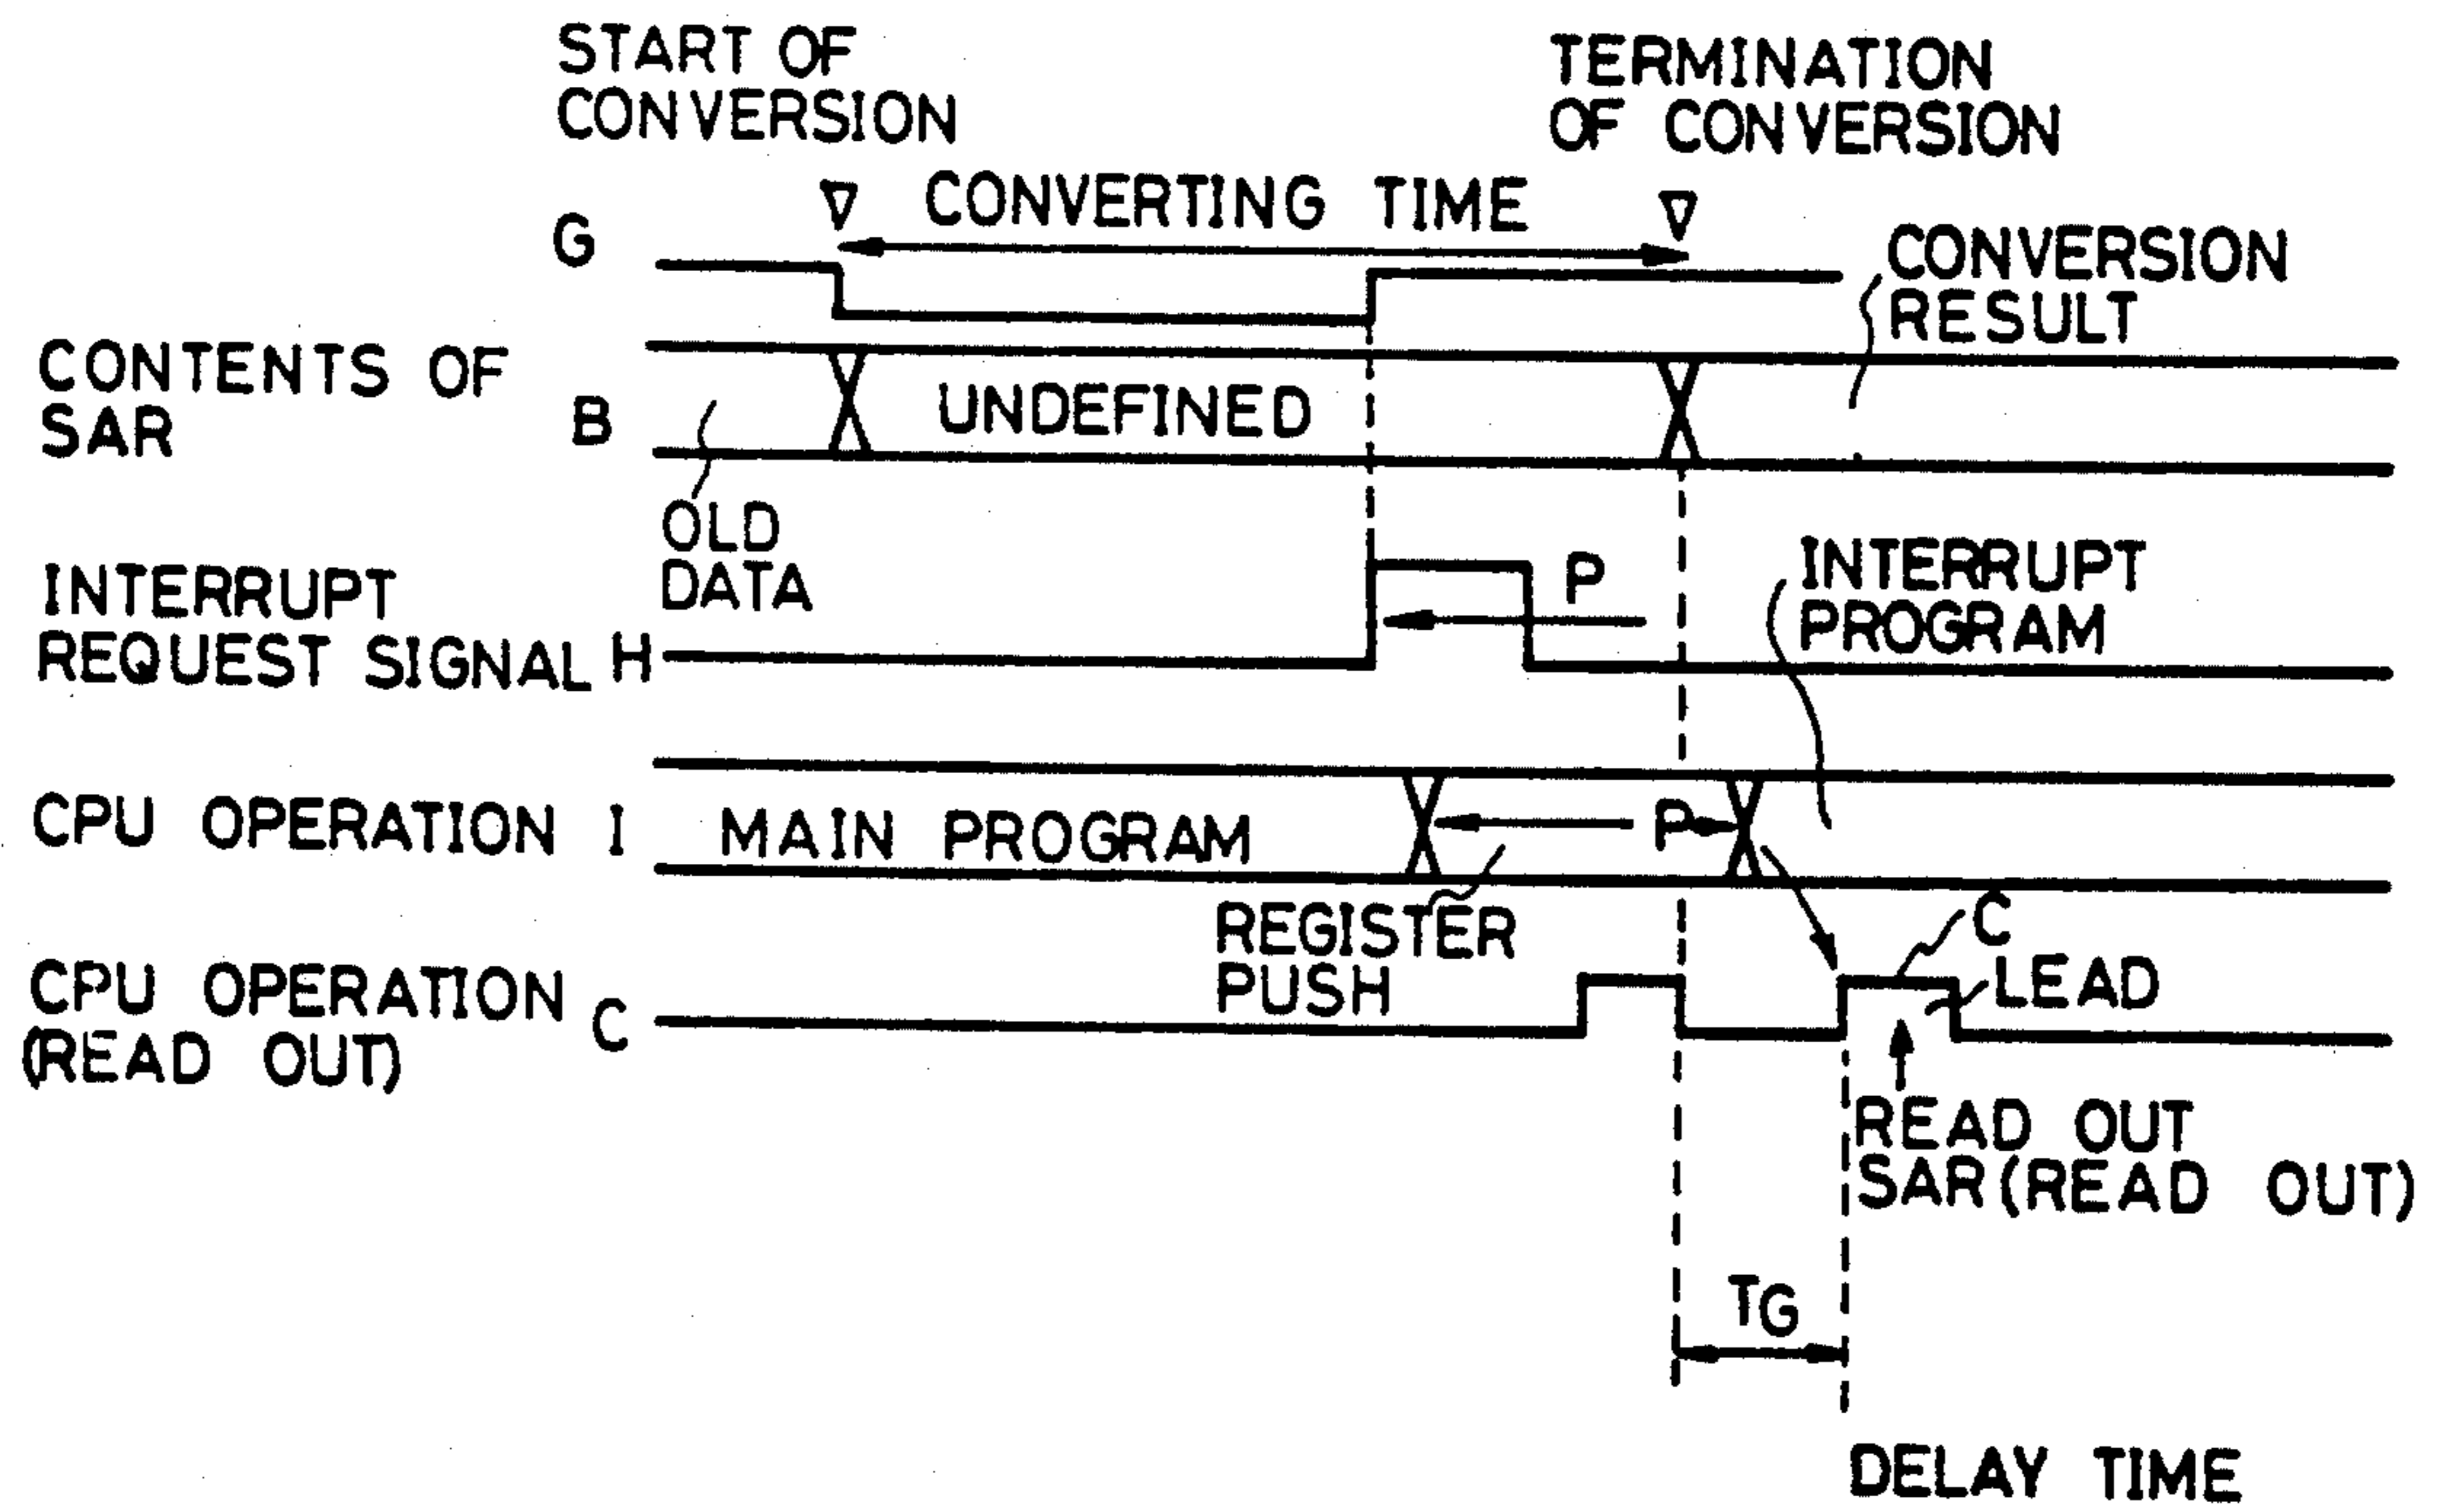 START OF
CONVERSION
TERMINATION
OF CONVERSION
CONVERTING TIME
G
CONVERSION
RESULT
CONTENTS OF
SAR
B
UNDEFINED
OLD
DATA
INTERRUPT
REQUEST SIGNAL H
P
INTERRUPT
PROGRAM
CPU OPERATION I
MAIN PROGRAM
P
REGISTER
PUSH
C
LEAD
CPU OPERATION
(READ OUT)
C
READ OUT
SAR (READ OUT)
TG
DELAY TIME